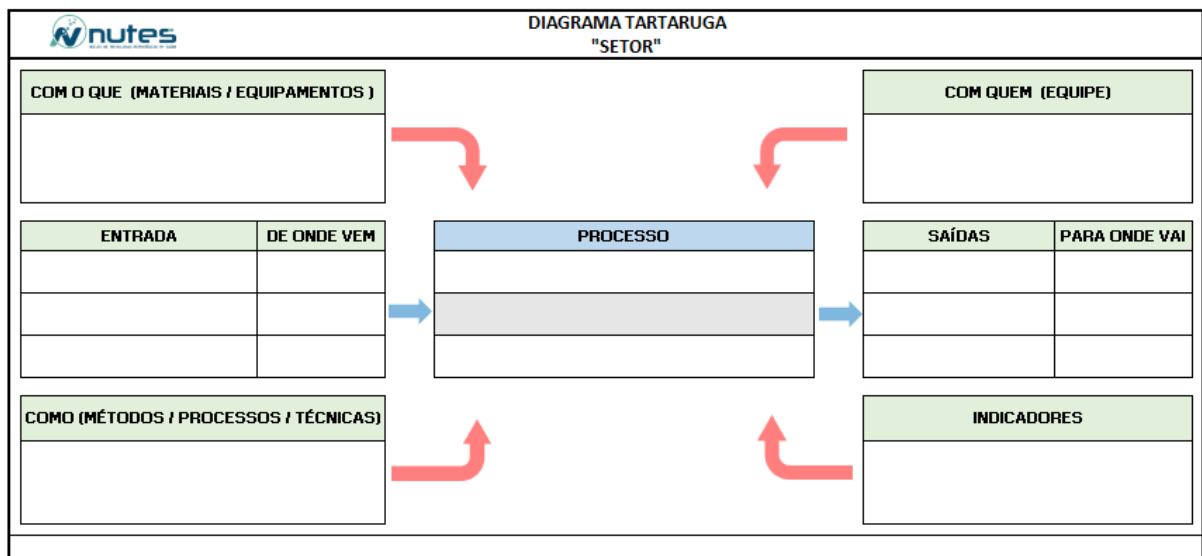 nutes
DIAGRAMA TARTARUGA
"SETOR"
COM O QUE (MATERIAIS / EQUIPAMENTOS )
COM QUEM (EQUIPE)
ENTRADA
DE ONDE VEM
PROCESSO
SAÍDAS
PARA ONDE VAI
COMO (MÉTODOS / PROCESSOS / TÉCNICAS)
INDICADORES